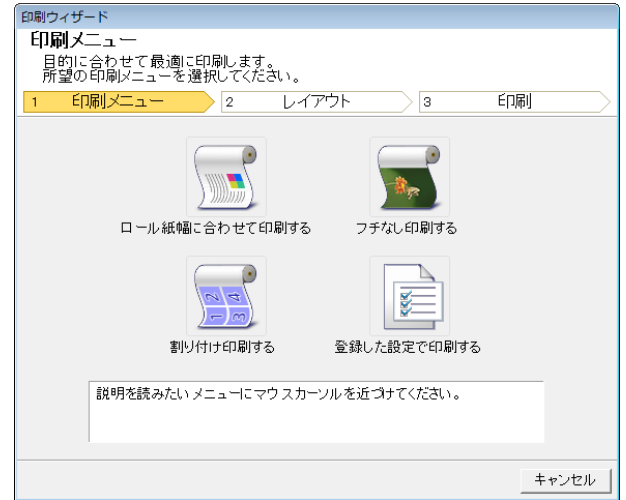 印刷ウィザード
印刷メニュー
目的に合わせて最適に印刷します。
所望の印刷メニューを選択してください。
1 印刷メニュー 2 レイアウト 3 印刷
ロール紙幅に合わせて印刷する フチなし印刷する
1 2 3 4
割り付け印刷する 登録した設定で印刷する
説明を読みたいメニューにマウスカーソルを近づけてください。
キャンセル